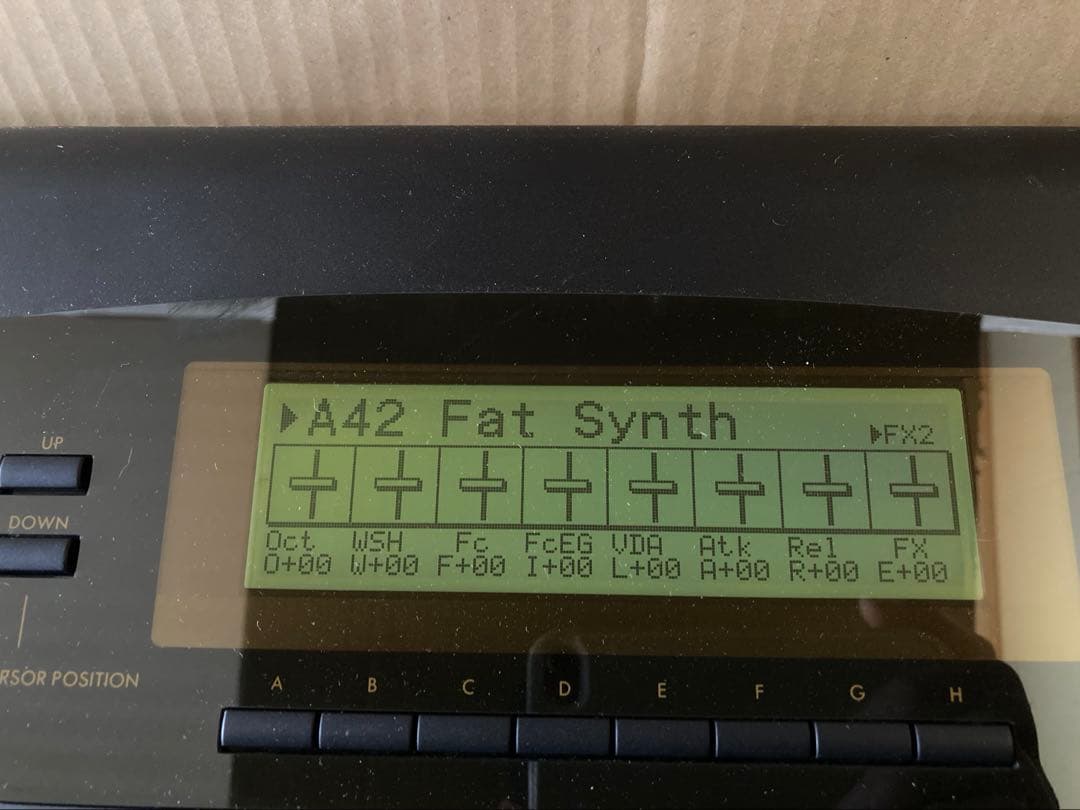 ▶A42 Fat Synth ▶FX2
Oct WSH Fc FcEG VDA Atk Rel FX
O+00 W+00 F+00 I+00 L+00 A+00 R+00 E+00
UP
DOWN
RSOR POSITION
A B C D E F G H